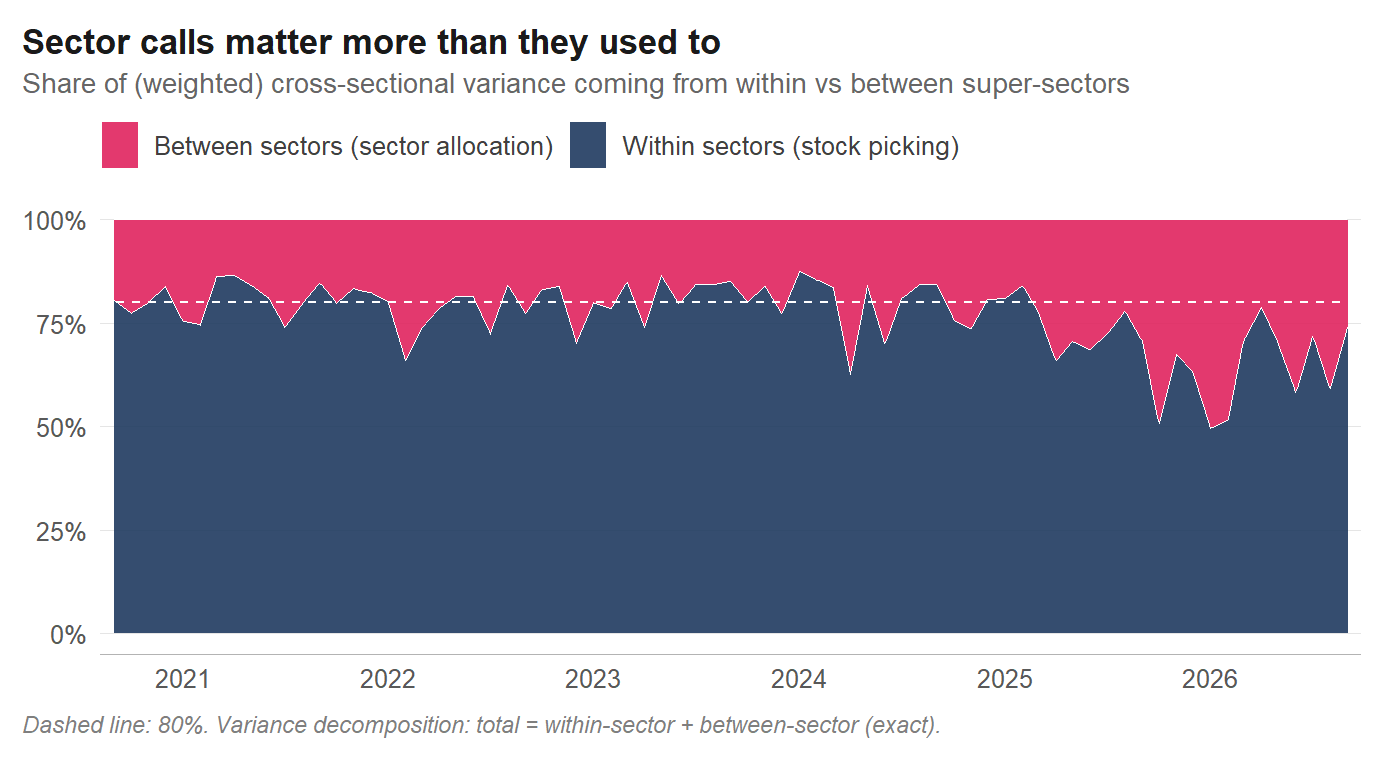 Sector calls matter more than they used to
Share of (weighted) cross-sectional variance coming from within vs between super-sectors
Between sectors (sector allocation) Within sectors (stock picking)
100%
75%
50%
25%
0%
2021 2022 2023 2024 2025 2026
Dashed line: 80%. Variance decomposition: total = within-sector + between-sector (exact).